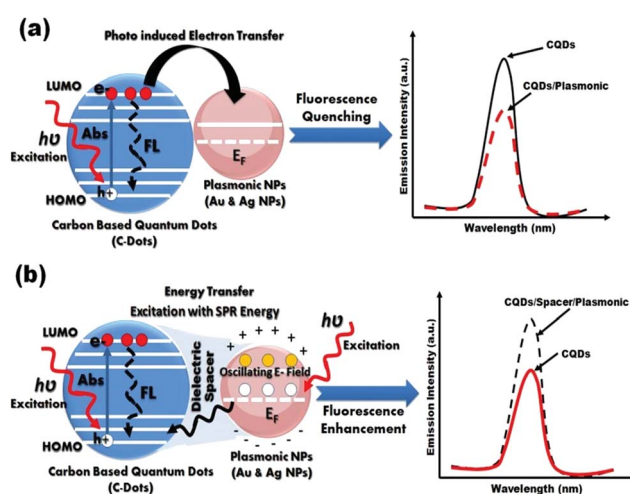 (a)
Photo induced Electron Transfer
LUMO
e-
hυ
Excitation
Abs
FL
HOMO
h+
Carbon Based Quantum Dots
(C-Dots)
EF
Plasmonic NPs
(Au & Ag NPs)
Fluorescence
Quenching
Emission Intensity (a.u.)
CQDs
CQDs/Plasmonic
Wavelength (nm)
(b)
Energy Transfer
Excitation with SPR Energy
LUMO
e-
hυ
Excitation
Abs
FL
HOMO
h+
Carbon Based Quantum Dots
(C-Dots)
Dielectric
Spacer
+ + + + + +
Oscillating E- Field
EF
- - - - - -
Plasmonic NPs
(Au & Ag NPs)
hυ
Excitation
Fluorescence
Enhancement
Emission Intensity (a.u.)
CQDs/Spacer/Plasmonic
CQDs
Wavelength (nm)